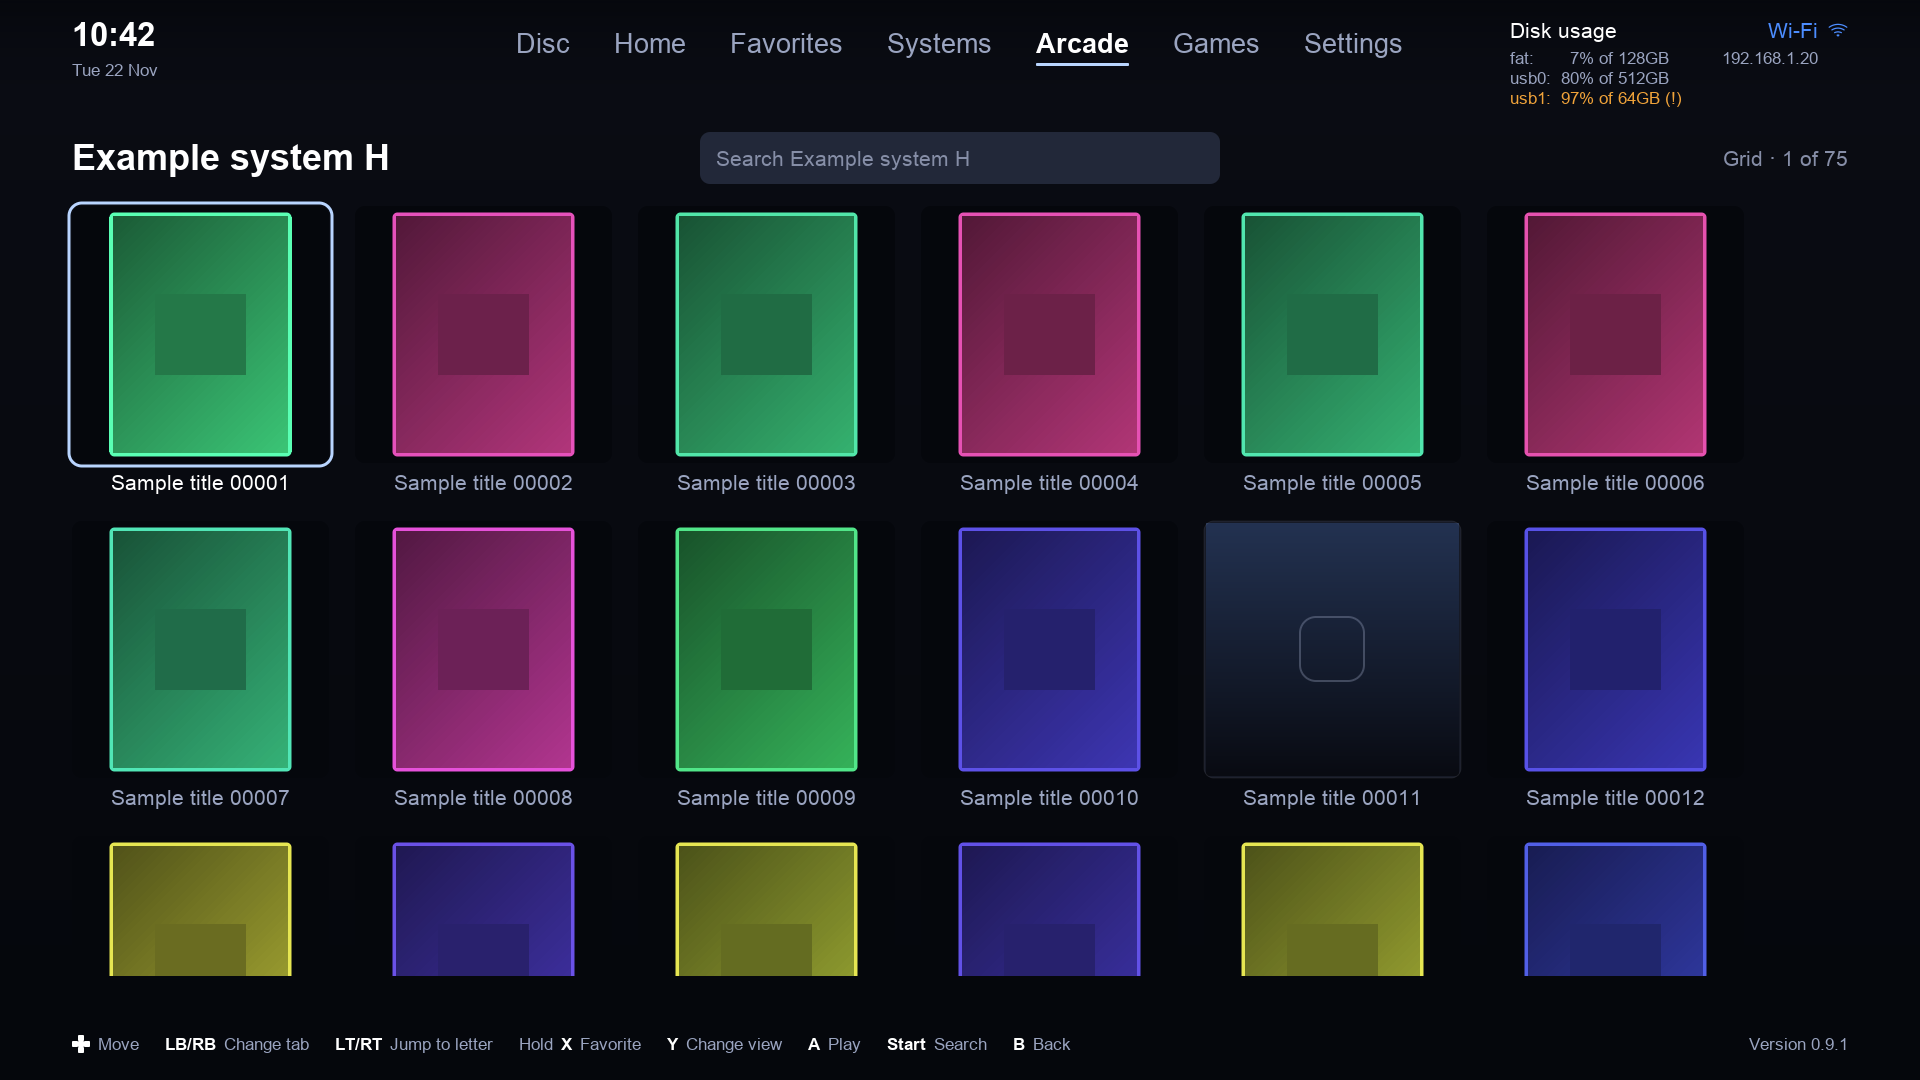 10:42
Tue 22 Nov
Disc Home Favorites Systems Arcade Games Settings
Disk usage
fat: 7% of 128GB
usb0: 80% of 512GB
usb1: 97% of 64GB (!)
Wi-Fi
192.168.1.20
Example system H
Search Example system H
Grid · 1 of 75
Sample title 00001
Sample title 00002
Sample title 00003
Sample title 00004
Sample title 00005
Sample title 00006
Sample title 00007
Sample title 00008
Sample title 00009
Sample title 00010
Sample title 00011
Sample title 00012
Move LB/RB Change tab LT/RT Jump to letter Hold X Favorite Y Change view A Play Start Search B Back
Version 0.9.1